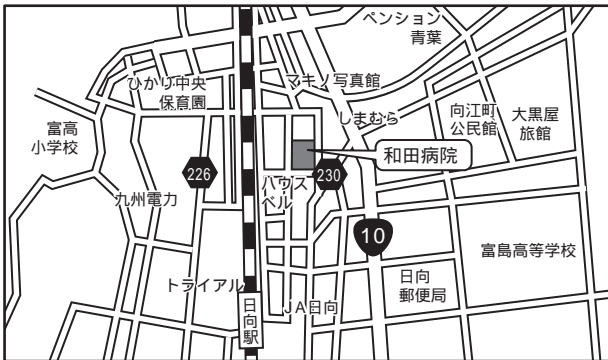 ペンション
青葉
ひかり中央
保育園
マキノ写真館
しまむら
向江町
公民館
大黒屋
旅館
富高
小学校
和田病院
226
ハウス
ベル
230
九州電力
10
富島高等学校
トライアル
日向
郵便局
日向駅
JA日向